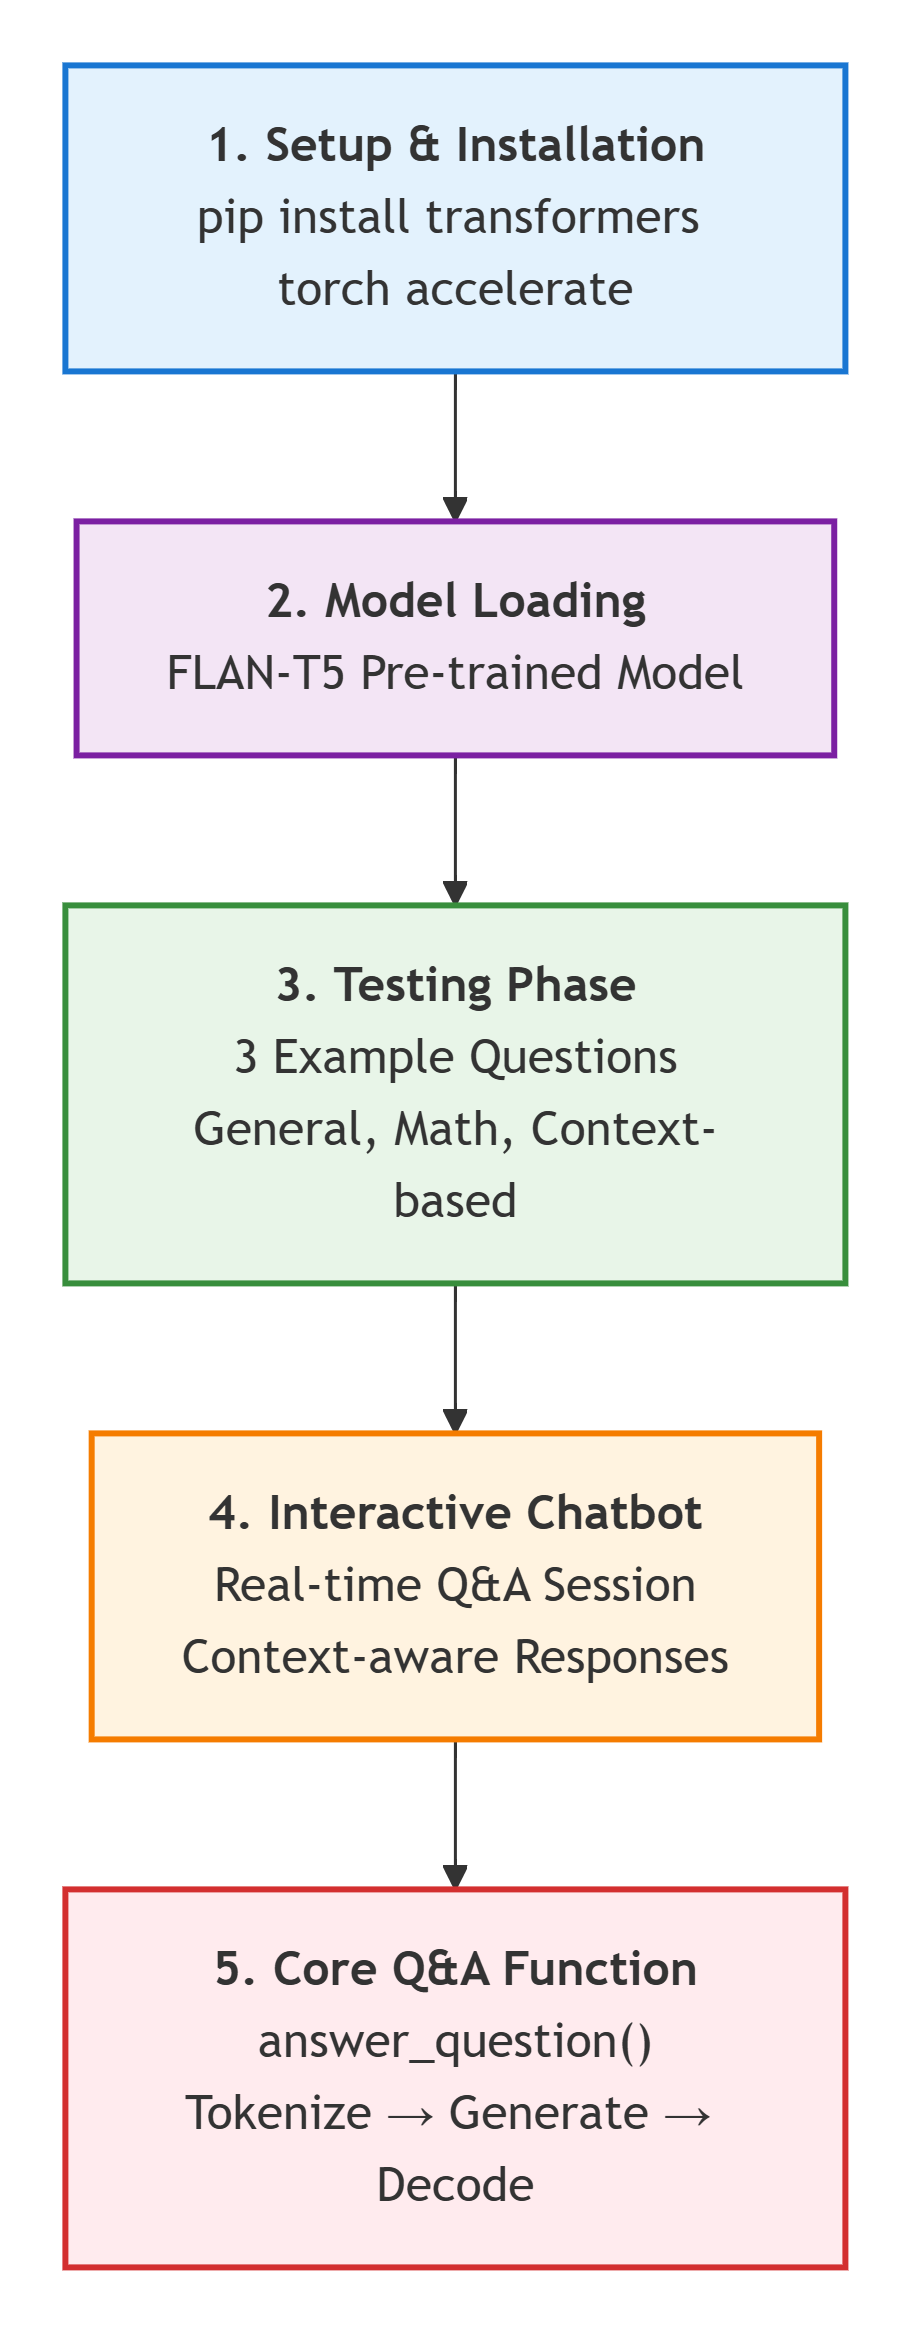 1. Setup & Installation
pip install transformers
torch accelerate
2. Model Loading
FLAN-T5 Pre-trained Model
3. Testing Phase
3 Example Questions
General, Math, Context-
based
4. Interactive Chatbot
Real-time Q&A Session
Context-aware Responses
5. Core Q&A Function
answer_question()
Tokenize → Generate →
Decode